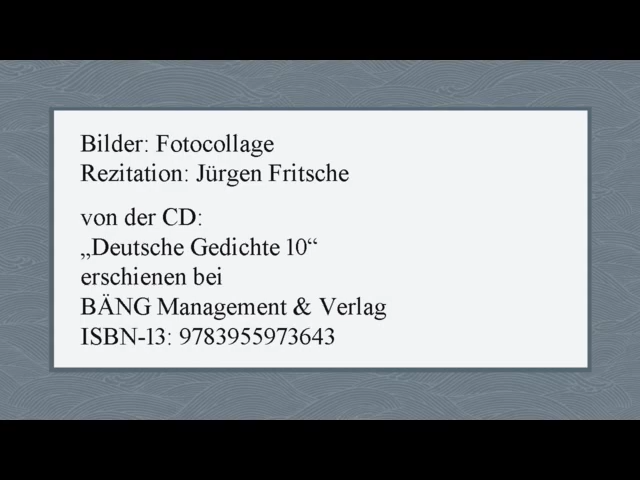 Bilder: Fotocollage
Rezitation: Jürgen Fritsche
von der CD:
„Deutsche Gedichte 10“
erschienen bei
BÄNG Management & Verlag
ISBN-13: 9783955973643